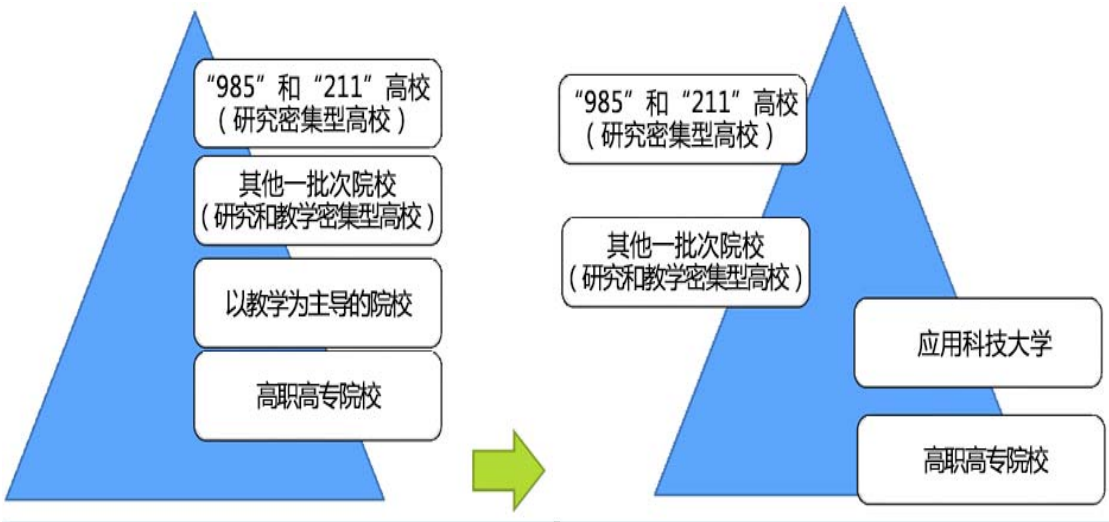 “985”和“211”高校
（研究密集型高校）
其他一批次院校
（研究和教学密集型高校）
以教学为主导的院校
高职高专院校
“985”和“211”高校
（研究密集型高校）
其他一批次院校
（研究和教学密集型高校）
应用科技大学
高职高专院校